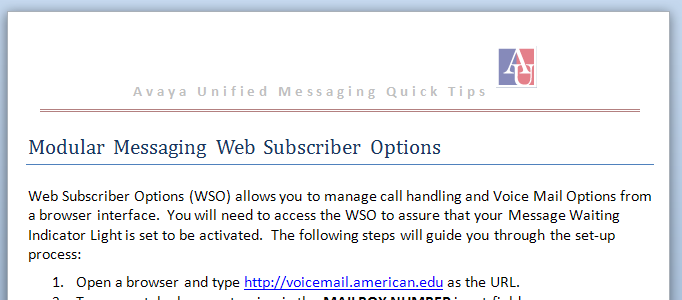 Avaya Unified Messaging Quick Tips
AU
Modular Messaging Web Subscriber Options
Web Subscriber Options (WSO) allows you to manage call handling and Voice Mail Options from
a browser interface. You will need to access the WSO to assure that your Message Waiting
Indicator Light is set to be activated. The following steps will guide you through the set-up
process:
1. Open a browser and type http://voicemail.american.edu as the URL.
MAILBOX NUMBER